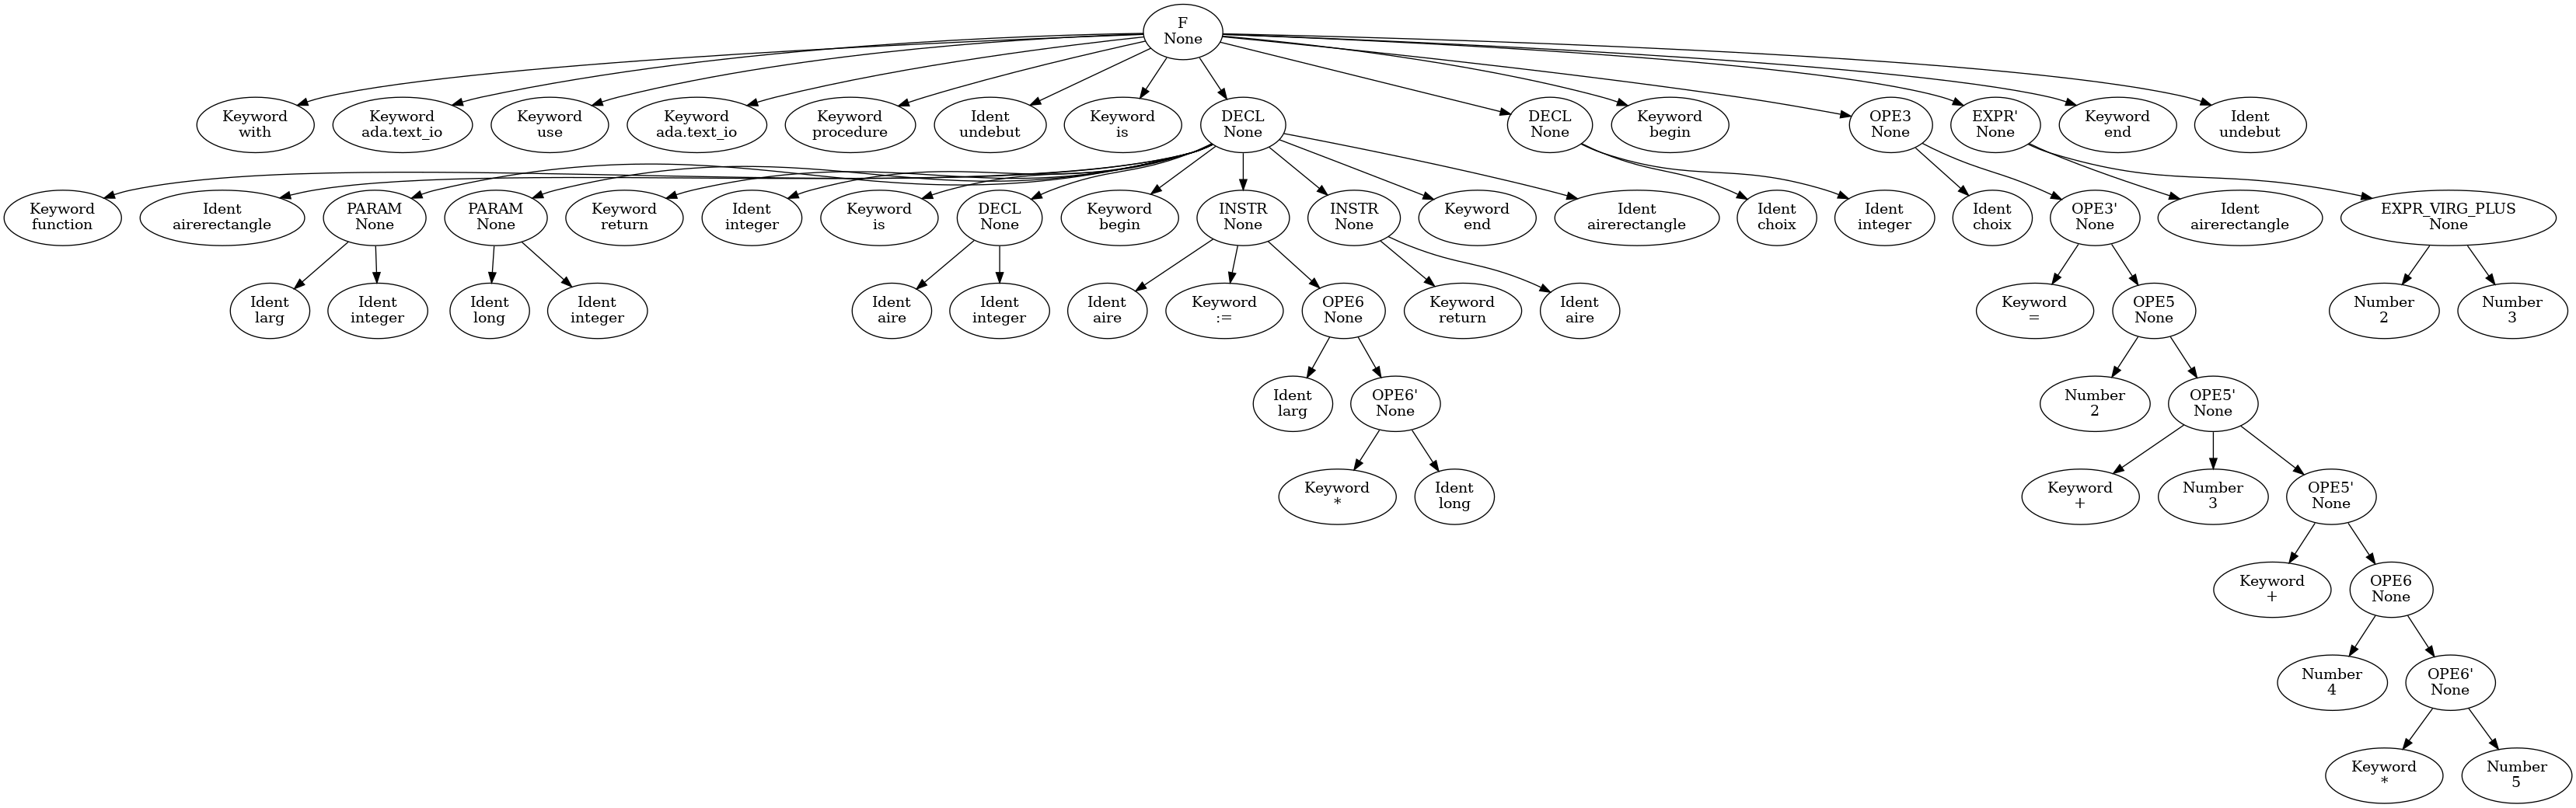 F
None
Keyword
with
Keyword
ada.text_io
Keyword
use
Keyword
ada.text_io
Keyword
procedure
Ident
undebut
Keyword
is
DECL
None
DECL
None
Keyword
begin
OPE3
None
EXPR'
None
Keyword
end
Ident
undebut
Keyword
function
Ident
airerectangle
PARAM
None
PARAM
None
Keyword
return
Ident
integer
Keyword
is
DECL
None
Keyword
begin
INSTR
None
INSTR
None
Keyword
end
Ident
airerectangle
Ident
choix
Ident
integer
Ident
choix
OPE3'
None
Ident
airerectangle
EXPR_VIRG_PLUS
None
Ident
larg
Ident
integer
Ident
long
Ident
integer
Ident
aire
Ident
integer
Ident
aire
Keyword
:=
OPE6
None
Keyword
return
Ident
aire
Keyword
=
OPE5
None
Number
2
Number
3
Ident
larg
OPE6'
None
Number
2
OPE5'
None
Keyword
*
Ident
long
Keyword
+
Number
3
OPE5'
None
Keyword
+
OPE6
None
Number
4
OPE6'
None
Keyword
*
Number
5